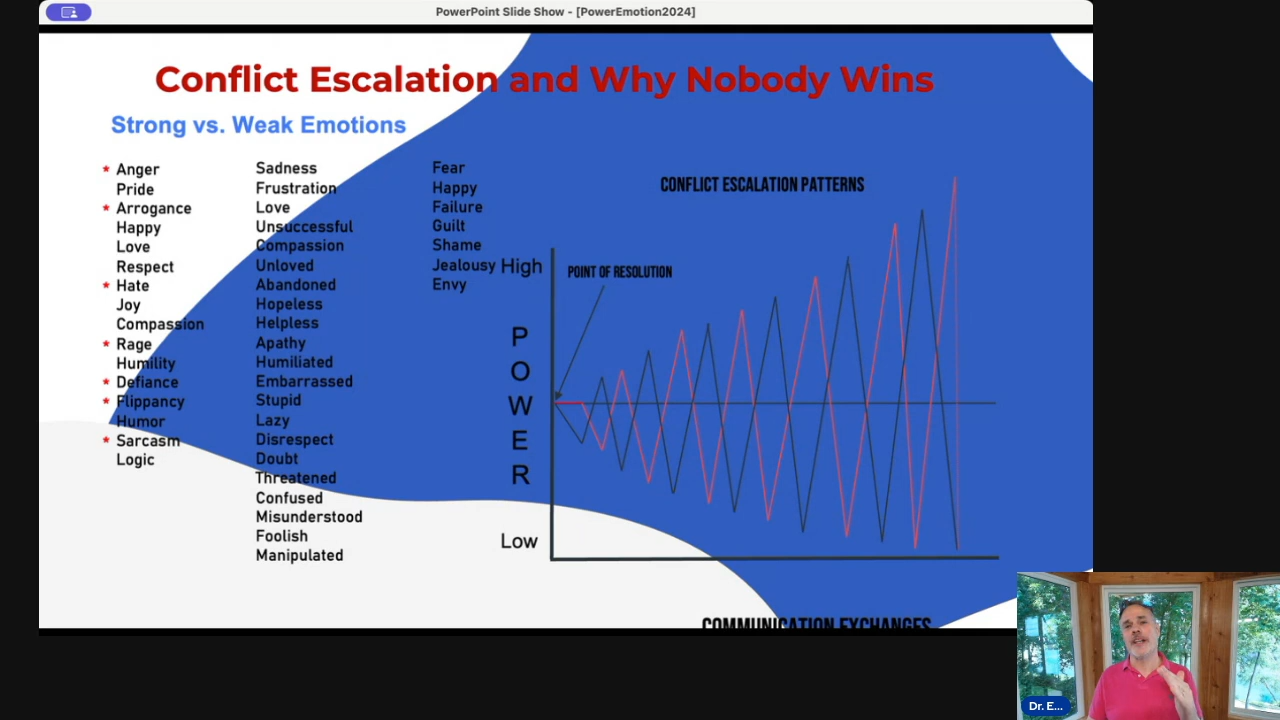 PowerPoint Slide Show - [PowerEmotion2024]
Conflict Escalation and Why Nobody Wins
Strong vs. Weak Emotions
* Anger
Pride
* Arrogance
Happy
Love
Respect
* Hate
Joy
Compassion
* Rage
Humility
* Defiance
* Flippancy
Humor
* Sarcasm
Logic
Sadness
Frustration
Love
Unsuccessful
Compassion
Unloved
Abandoned
Hopeless
Helpless
Apathy
Humiliated
Embarrassed
Stupid
Lazy
Disrespect
Doubt
Threatened
Confused
Misunderstood
Foolish
Manipulated
Fear
Happy
Failure
Guilt
Shame
Jealousy
Envy
CONFLICT ESCALATION PATTERNS
High
POINT OF RESOLUTION
P
O
W
E
R
Low
COMMUNICATION EXCHANGES
Dr. E...